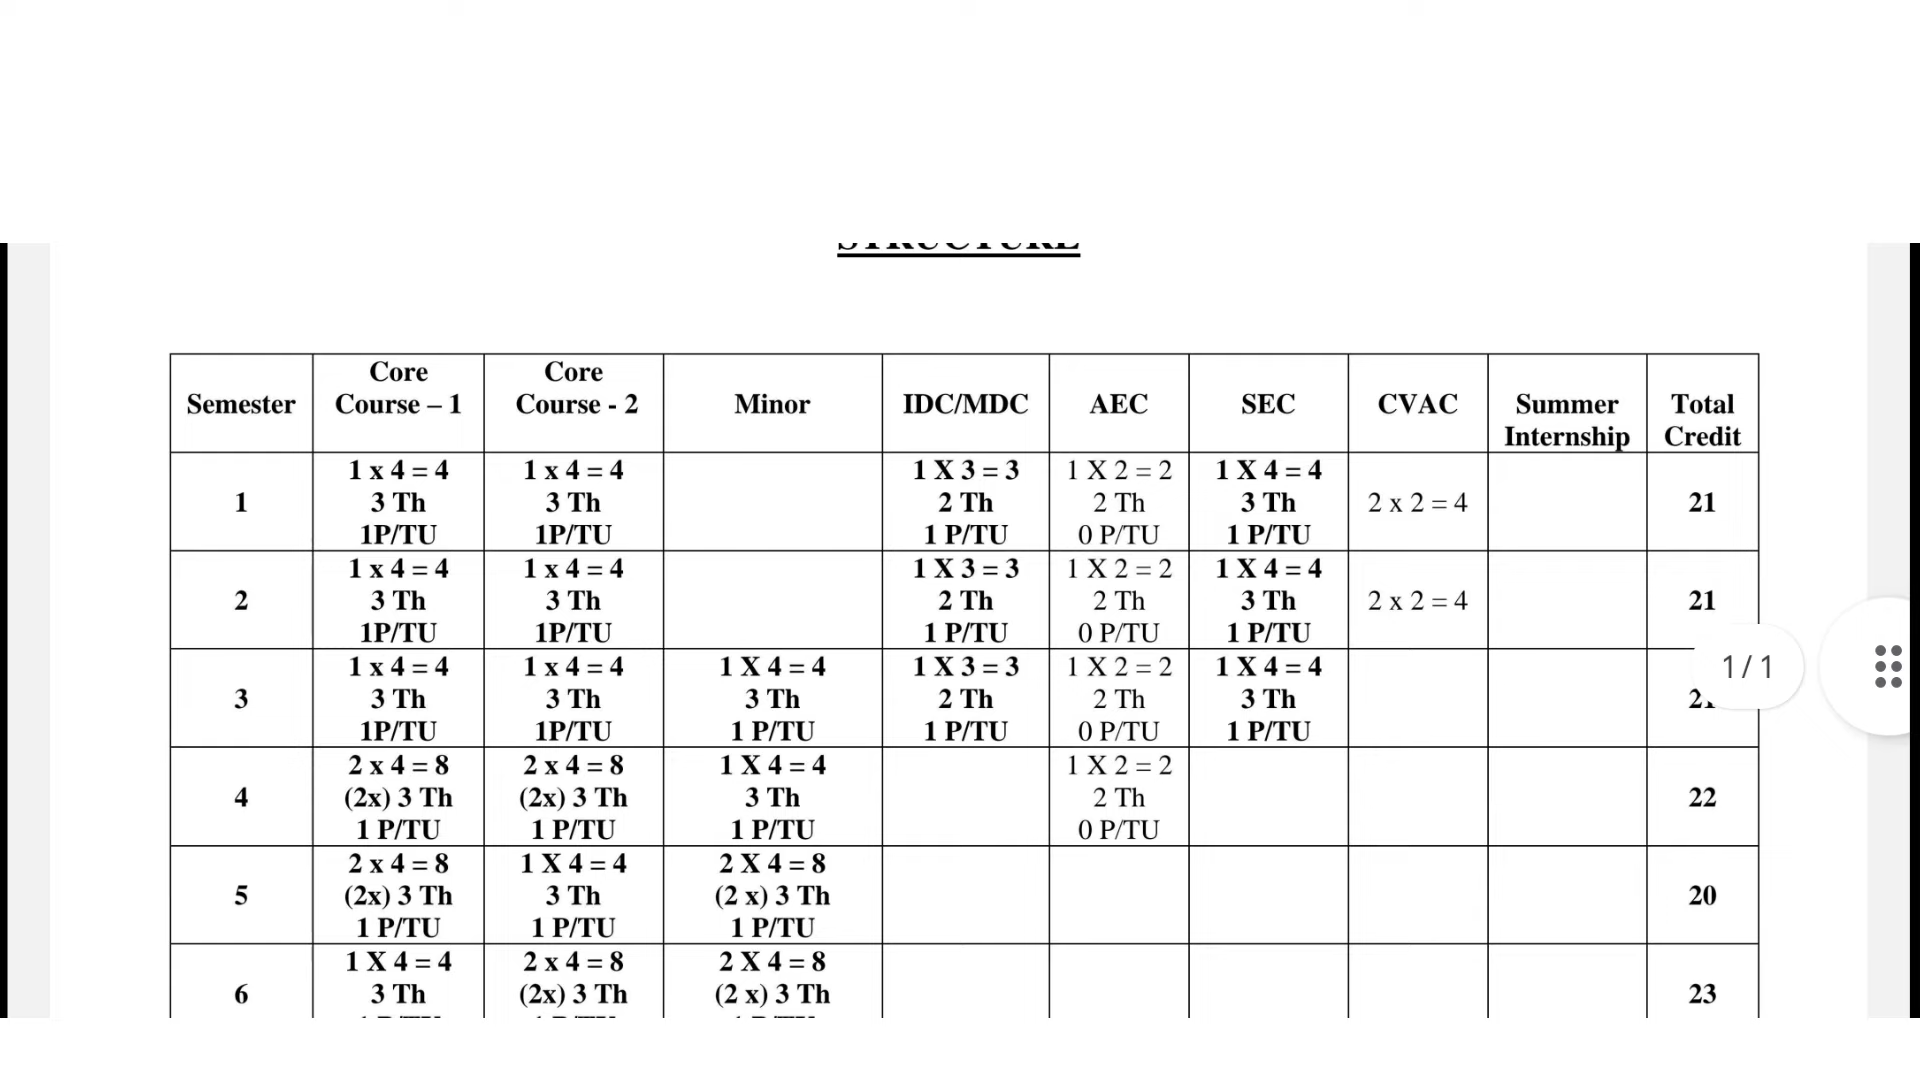 Semester | Core Course – 1 | Core Course - 2 | Minor | IDC/MDC | AEC | SEC | CVAC | Summer Internship | Total Credit
1 | 1 x 4 = 4 3 Th 1P/TU | 1 x 4 = 4 3 Th 1P/TU | | 1 X 3 = 3 2 Th 1 P/TU | 1 X 2 = 2 2 Th 0 P/TU | 1 X 4 = 4 3 Th 1 P/TU | 2 x 2 = 4 | | 21
2 | 1 x 4 = 4 3 Th 1P/TU | 1 x 4 = 4 3 Th 1P/TU | | 1 X 3 = 3 2 Th 1 P/TU | 1 X 2 = 2 2 Th 0 P/TU | 1 X 4 = 4 3 Th 1 P/TU | 2 x 2 = 4 | | 21
3 | 1 x 4 = 4 3 Th 1P/TU | 1 x 4 = 4 3 Th 1P/TU | 1 X 4 = 4 3 Th 1 P/TU | 1 X 3 = 3 2 Th 1 P/TU | 1 X 2 = 2 2 Th 0 P/TU | 1 X 4 = 4 3 Th 1 P/TU | | |
1 / 1
4 | 2 x 4 = 8 (2x) 3 Th 1 P/TU | 2 x 4 = 8 (2x) 3 Th 1 P/TU | 1 X 4 = 4 3 Th 1 P/TU | | 1 X 2 = 2 2 Th 0 P/TU | | | | 22
5 | 2 x 4 = 8 (2x) 3 Th 1 P/TU | 1 X 4 = 4 3 Th 1 P/TU | 2 X 4 = 8 (2 x) 3 Th 1 P/TU | | | | | | 20
6 | 1 X 4 = 4 3 Th | 2 x 4 = 8 (2x) 3 Th | 2 X 4 = 8 (2 x) 3 Th | | | | | | 23